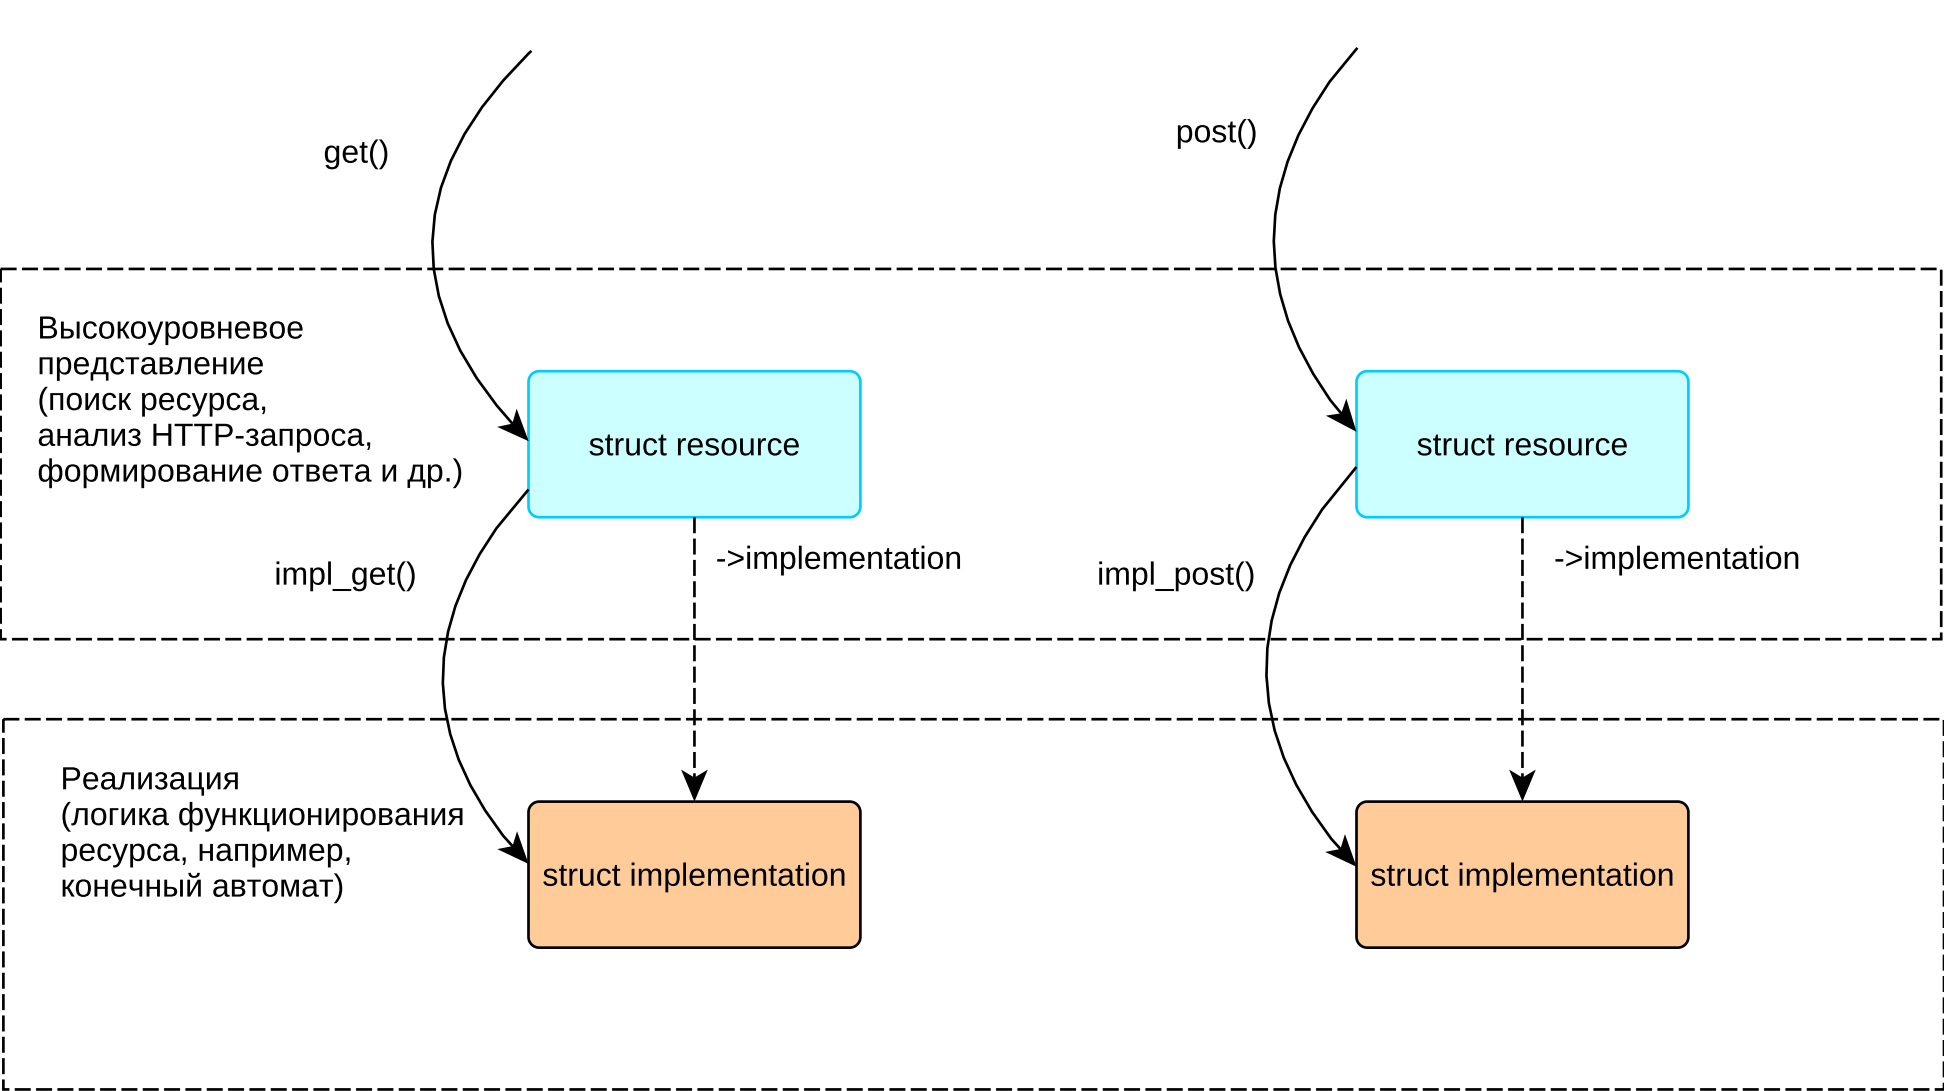 get()
post()
Высокоуровневое
представление
(поиск ресурса,
анализ HTTP-запроса,
формирование ответа и др.)
struct resource
struct resource
impl_get()
->implementation
impl_post()
->implementation
Реализация
(логика функционирования
ресурса, например,
конечный автомат)
struct implementation
struct implementation